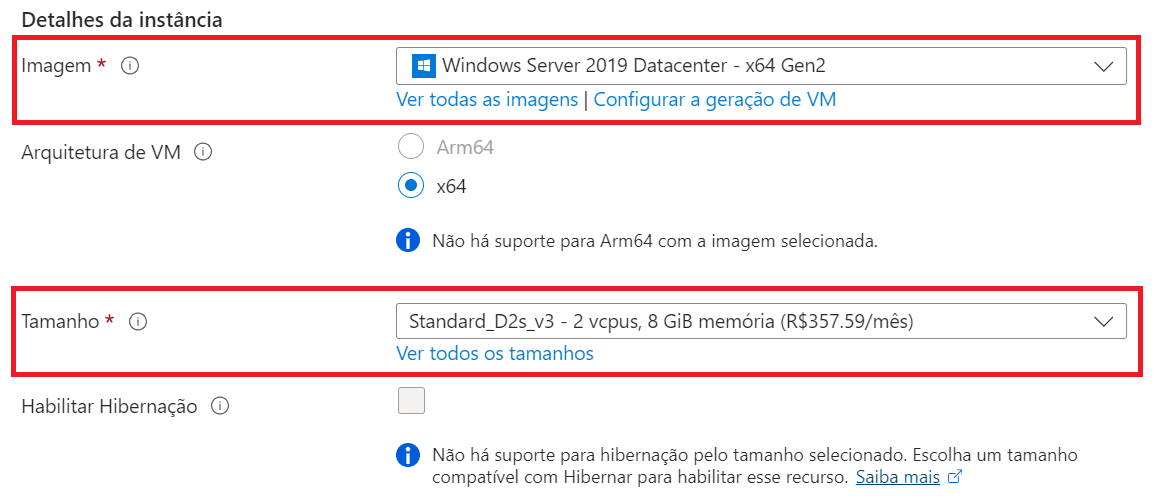 Detalhes da instância
Imagem *
Windows Server 2019 Datacenter - x64 Gen2
Ver todas as imagens | Configurar a geração de VM
Arquitetura de VM
Arm64
x64
Não há suporte para Arm64 com a imagem selecionada.
Tamanho *
Standard_D2s_v3 - 2 vcpus, 8 GiB memória (R$357.59/mês)
Ver todos os tamanhos
Habilitar Hibernação
Não há suporte para hibernação pelo tamanho selecionado. Escolha um tamanho
compatível com Hibernar para habilitar esse recurso. Saiba mais